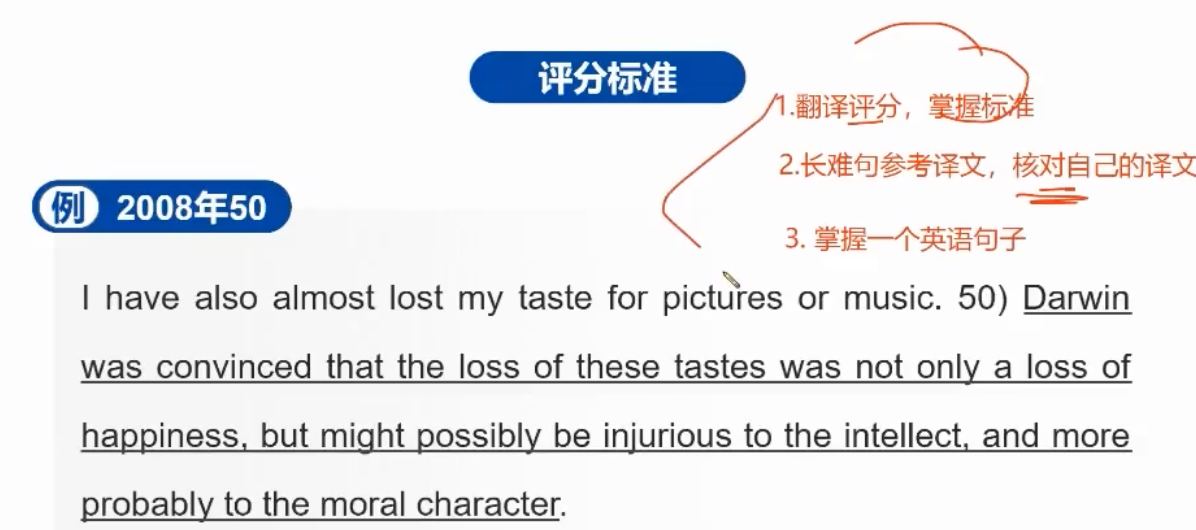 评分标准
1.翻译评分，掌握标准
2.长难句参考译文，核对自己的译文
3. 掌握一个英语句子
例 2008年50
I have also almost lost my taste for pictures or music. 50) Darwin
was convinced that the loss of these tastes was not only a loss of
happiness, but might possibly be injurious to the intellect, and more
probably to the moral character.